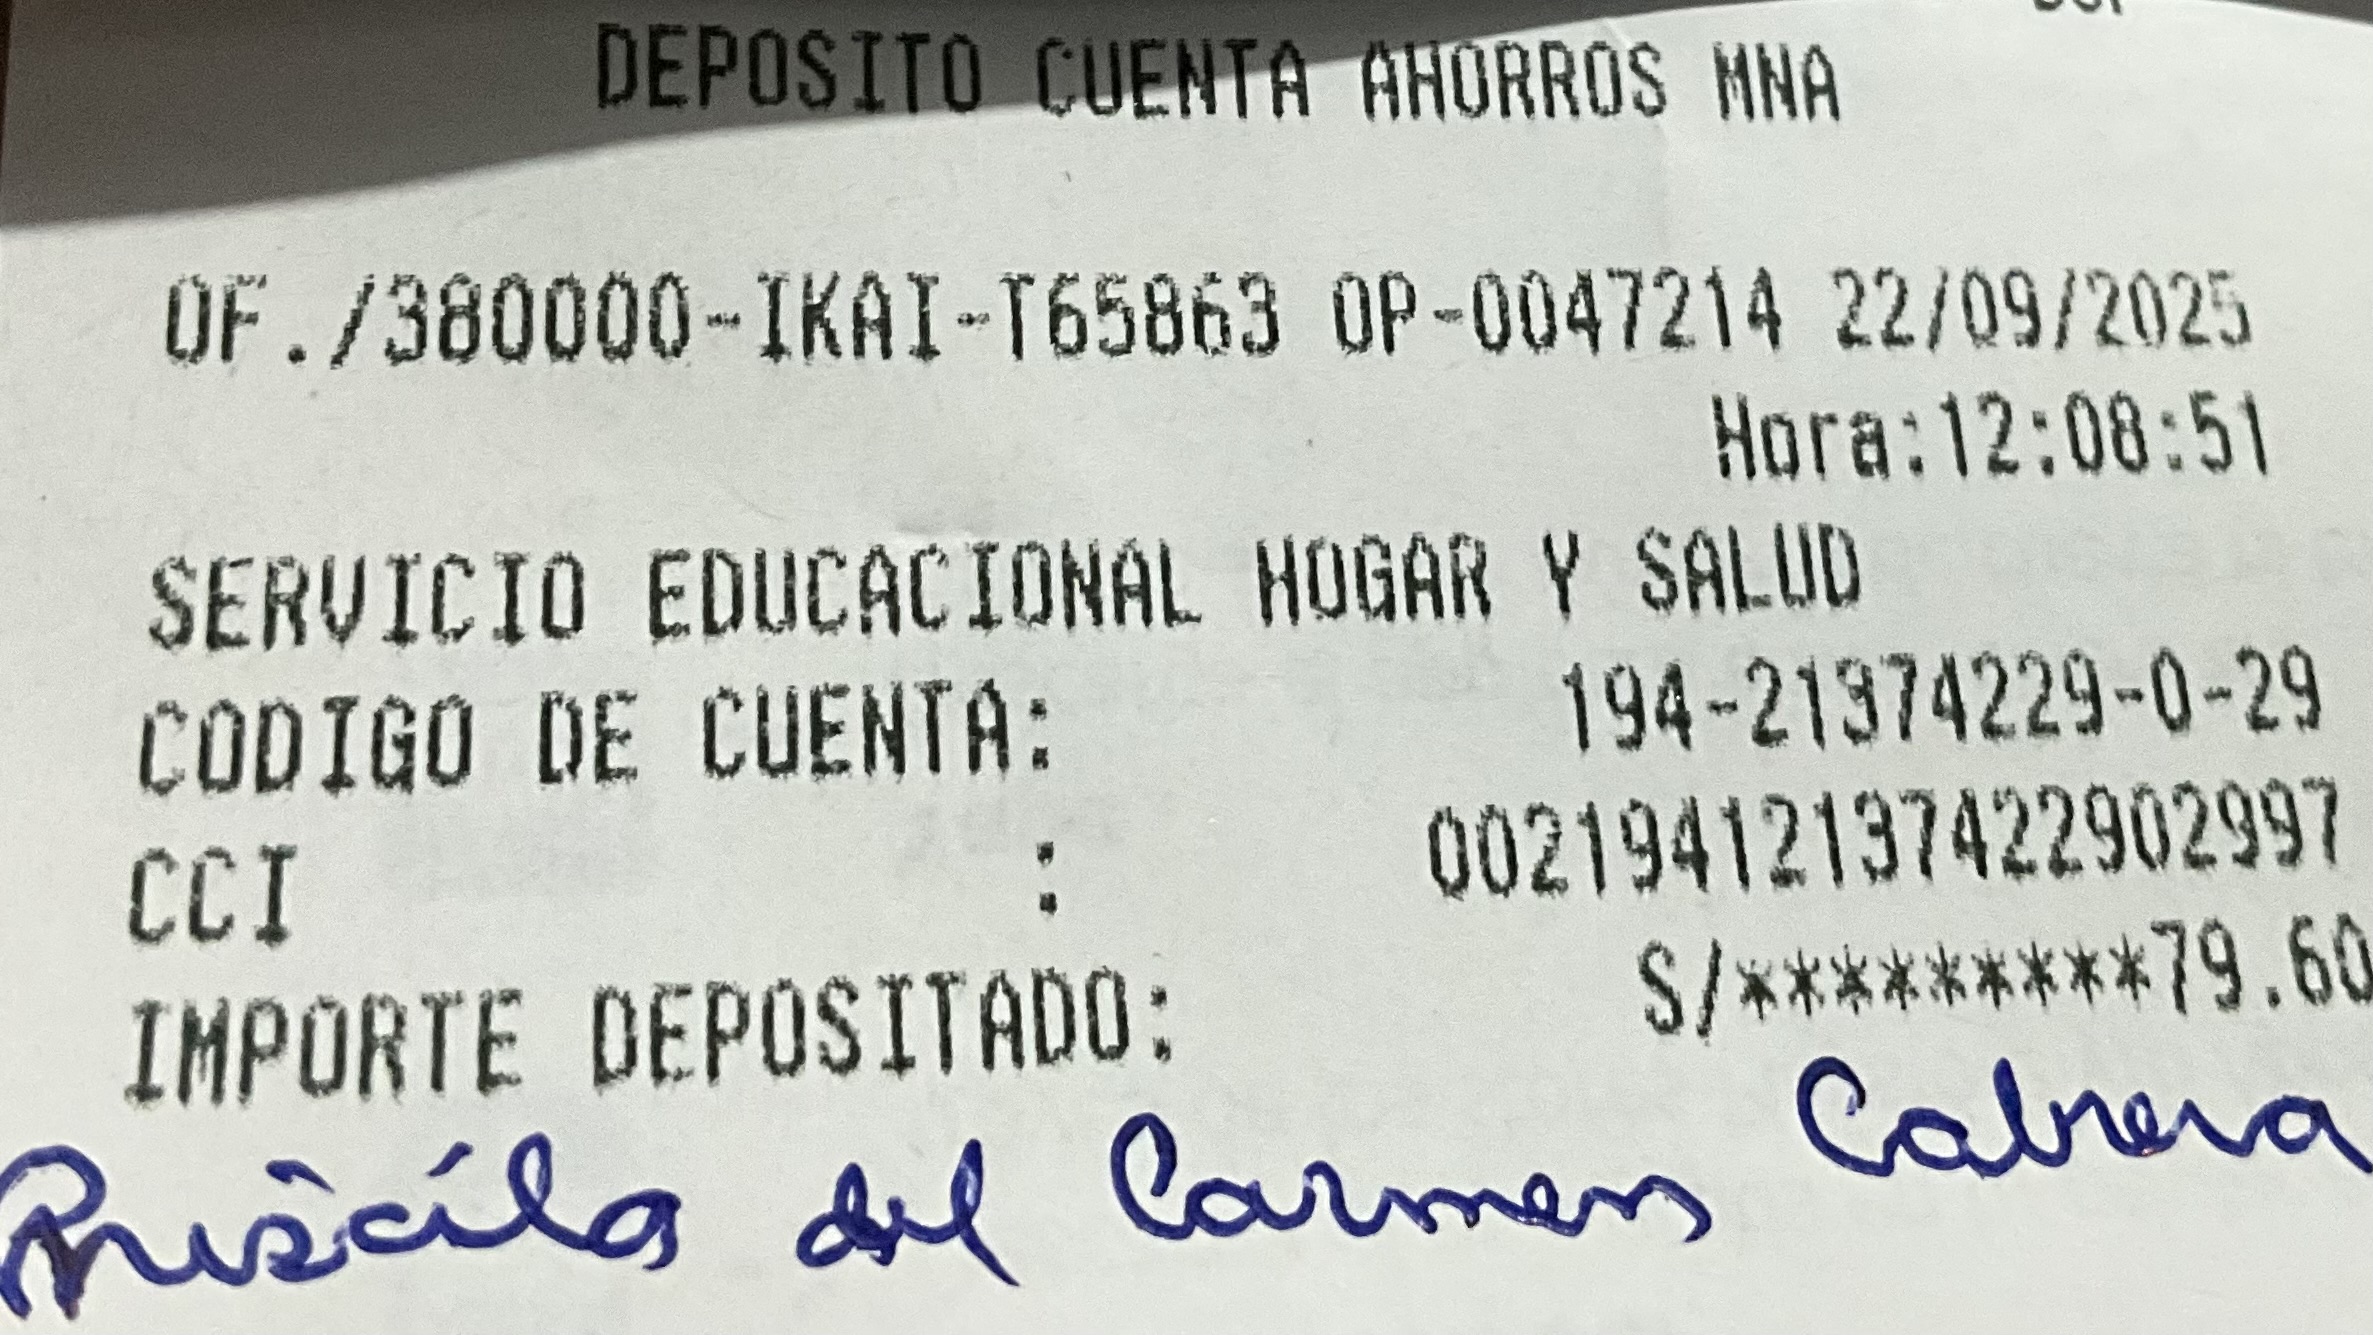 DEPOSITO CUENTA AHORROS MNA
OF./380000-IKAI-T65863 OP-0047214 22/09/2025
Hora:12:08:51
SERVICIO EDUCACIONAL HOGAR Y SALUD
CODIGO DE CUENTA: 194-21374229-0-29
CCI : 00219412137422902997
IMPORTE DEPOSITADO: S/*********79.60
Priscila del Carmen Cabrera